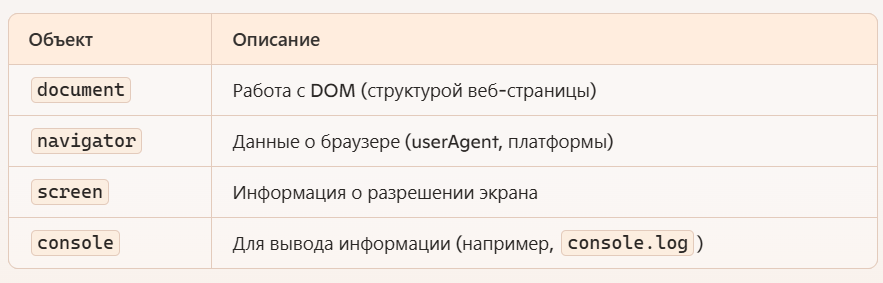 Объект Описание
document Работа с DOM (структурой веб-страницы)
navigator Данные о браузере (userAgent, платформы)
screen Информация о разрешении экрана
console Для вывода информации (например, console.log)